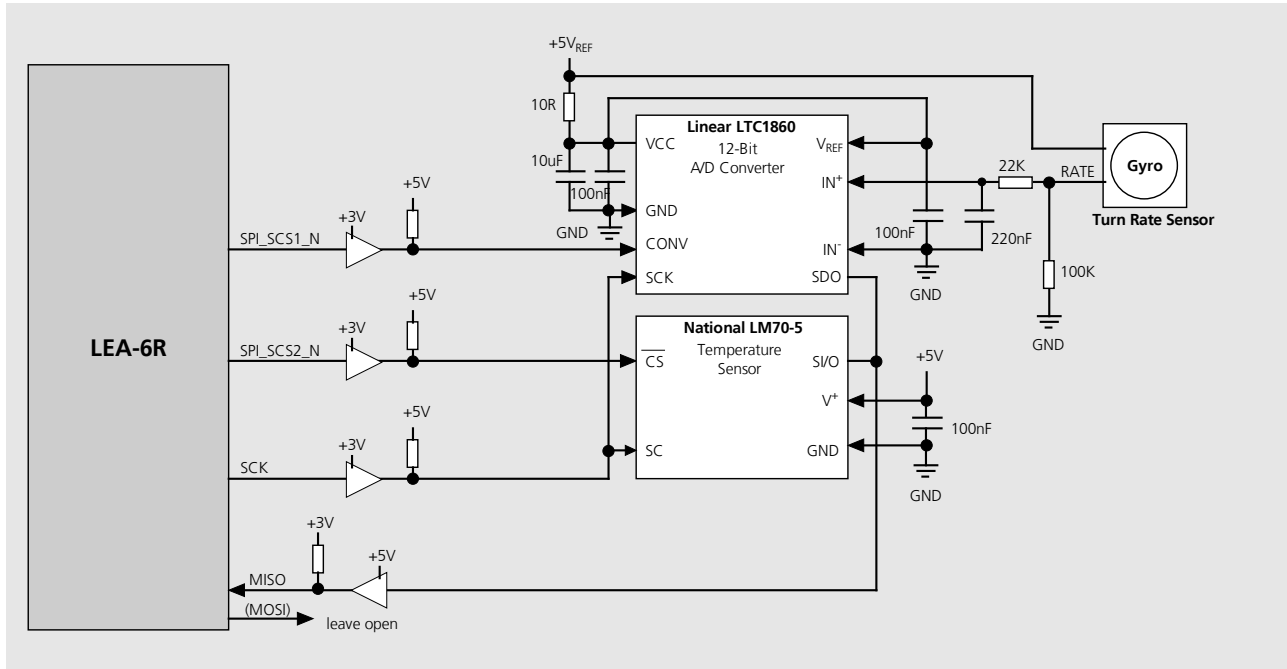 +5VREF
10R
10uF
100nF
GND
Linear LTC1860
12-Bit
A/D Converter
VCC
GND
CONV
SCK
VREF
IN+
IN-
SDO
100nF
GND
220nF
22K
RATE
100K
GND
Gyro
Turn Rate Sensor
LEA-6R
SPI_SCS1_N
+3V
+5V
SPI_SCS2_N
+3V
+5V
SCK
+3V
+5V
MISO
+3V
+5V
(MOSI)
leave open
National LM70-5
Temperature
Sensor
CS
SC
SI/O
V+
GND
+5V
100nF
GND